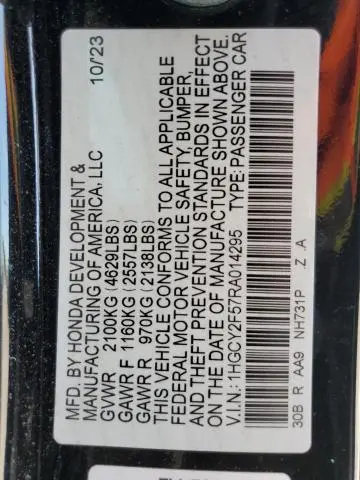 MFD. BY HONDA DEVELOPMENT &
MANUFACTURING OF AMERICA, LLC 10/23
GVWR 2100KG (4629LBS)
GAWR F 1160KG (2557LBS)
GAWR R 970KG (2138LBS)
THIS VEHICLE CONFORMS TO ALL APPLICABLE
FEDERAL MOTOR VEHICLE SAFETY, BUMPER,
AND THEFT PREVENTION STANDARDS IN EFFECT
ON THE DATE OF MANUFACTURE SHOWN ABOVE.
V.I.N.: 1HGCY2F57RA014295 TYPE: PASSENGER CAR
30B R AA9 NH731P .Z .A